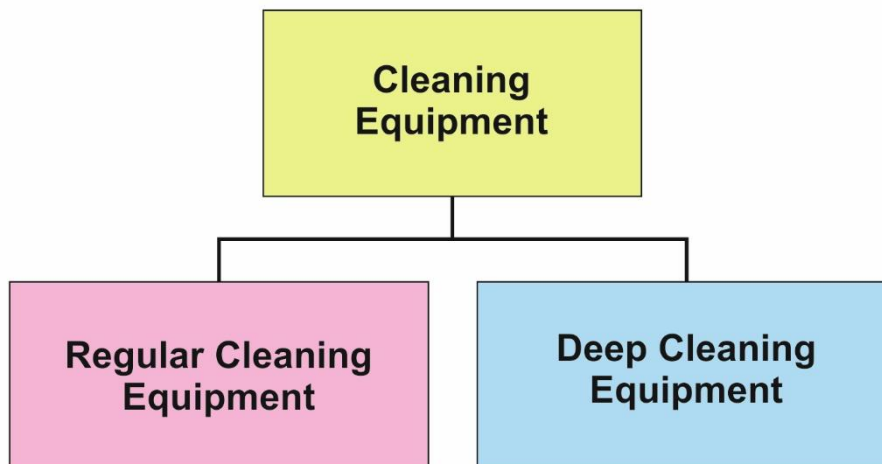 Cleaning
Equipment
Regular Cleaning
Equipment
Deep Cleaning
Equipment